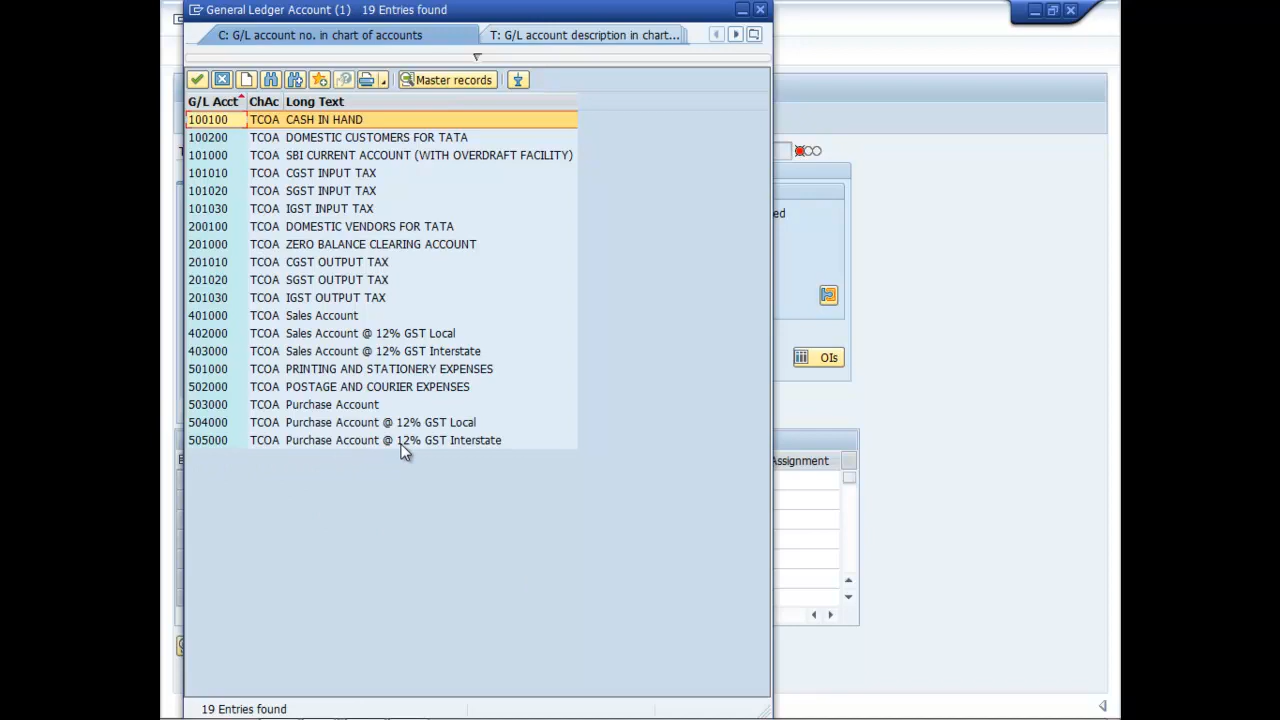 General Ledger Account (1) 19 Entries found
C: G/L account no. in chart of accounts
T: G/L account description in chart...
Master records
G/L Acct ChAc Long Text
100100 TCOA CASH IN HAND
100200 TCOA DOMESTIC CUSTOMERS FOR TATA
101000 TCOA SBI CURRENT ACCOUNT (WITH OVERDRAFT FACILITY)
101010 TCOA CGST INPUT TAX
101020 TCOA SGST INPUT TAX
101030 TCOA IGST INPUT TAX
200100 TCOA DOMESTIC VENDORS FOR TATA
201000 TCOA ZERO BALANCE CLEARING ACCOUNT
201010 TCOA CGST OUTPUT TAX
201020 TCOA SGST OUTPUT TAX
201030 TCOA IGST OUTPUT TAX
401000 TCOA Sales Account
402000 TCOA Sales Account @ 12% GST Local
403000 TCOA Sales Account @ 12% GST Interstate
501000 TCOA PRINTING AND STATIONERY EXPENSES
502000 TCOA POSTAGE AND COURIER EXPENSES
503000 TCOA Purchase Account
504000 TCOA Purchase Account @ 12% GST Local
505000 TCOA Purchase Account @ 12% GST Interstate
19 Entries found
ed
OIs
Assignment